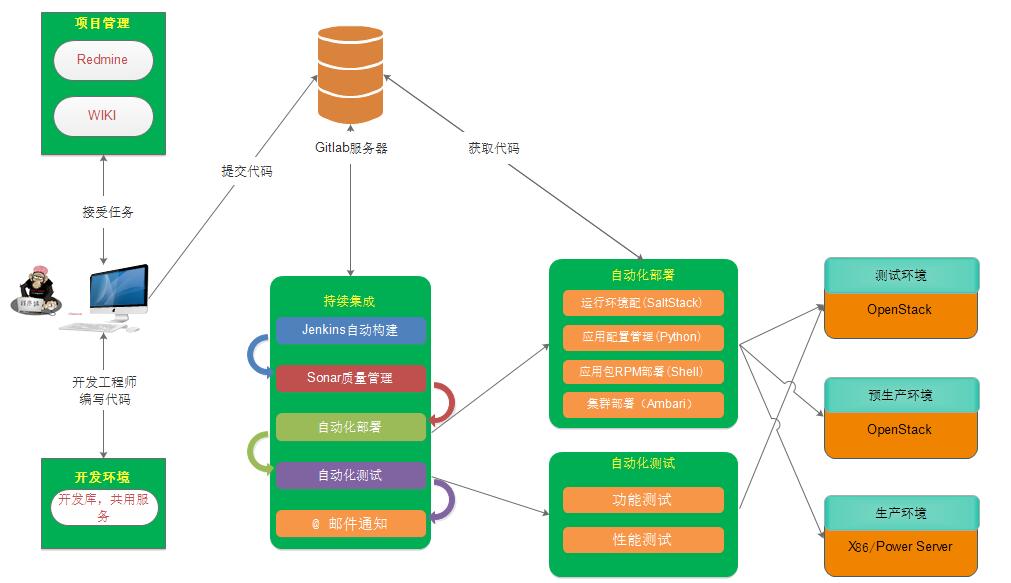 项目管理
Redmine
WIKI
接受任务
开发工程师
编写代码
开发环境
开发库，共用服
务
提交代码
Gitlab服务器
获取代码
持续集成
Jenkins自动构建
Sonar质量管理
自动化部署
自动化测试
@ 邮件通知
自动化部署
运行环境配(SaltStack)
应用配置管理(Python)
应用包RPM部署(Shell)
集群部署（Ambari）
自动化测试
功能测试
性能测试
测试环境
OpenStack
预生产环境
OpenStack
生产环境
X86/Power Server